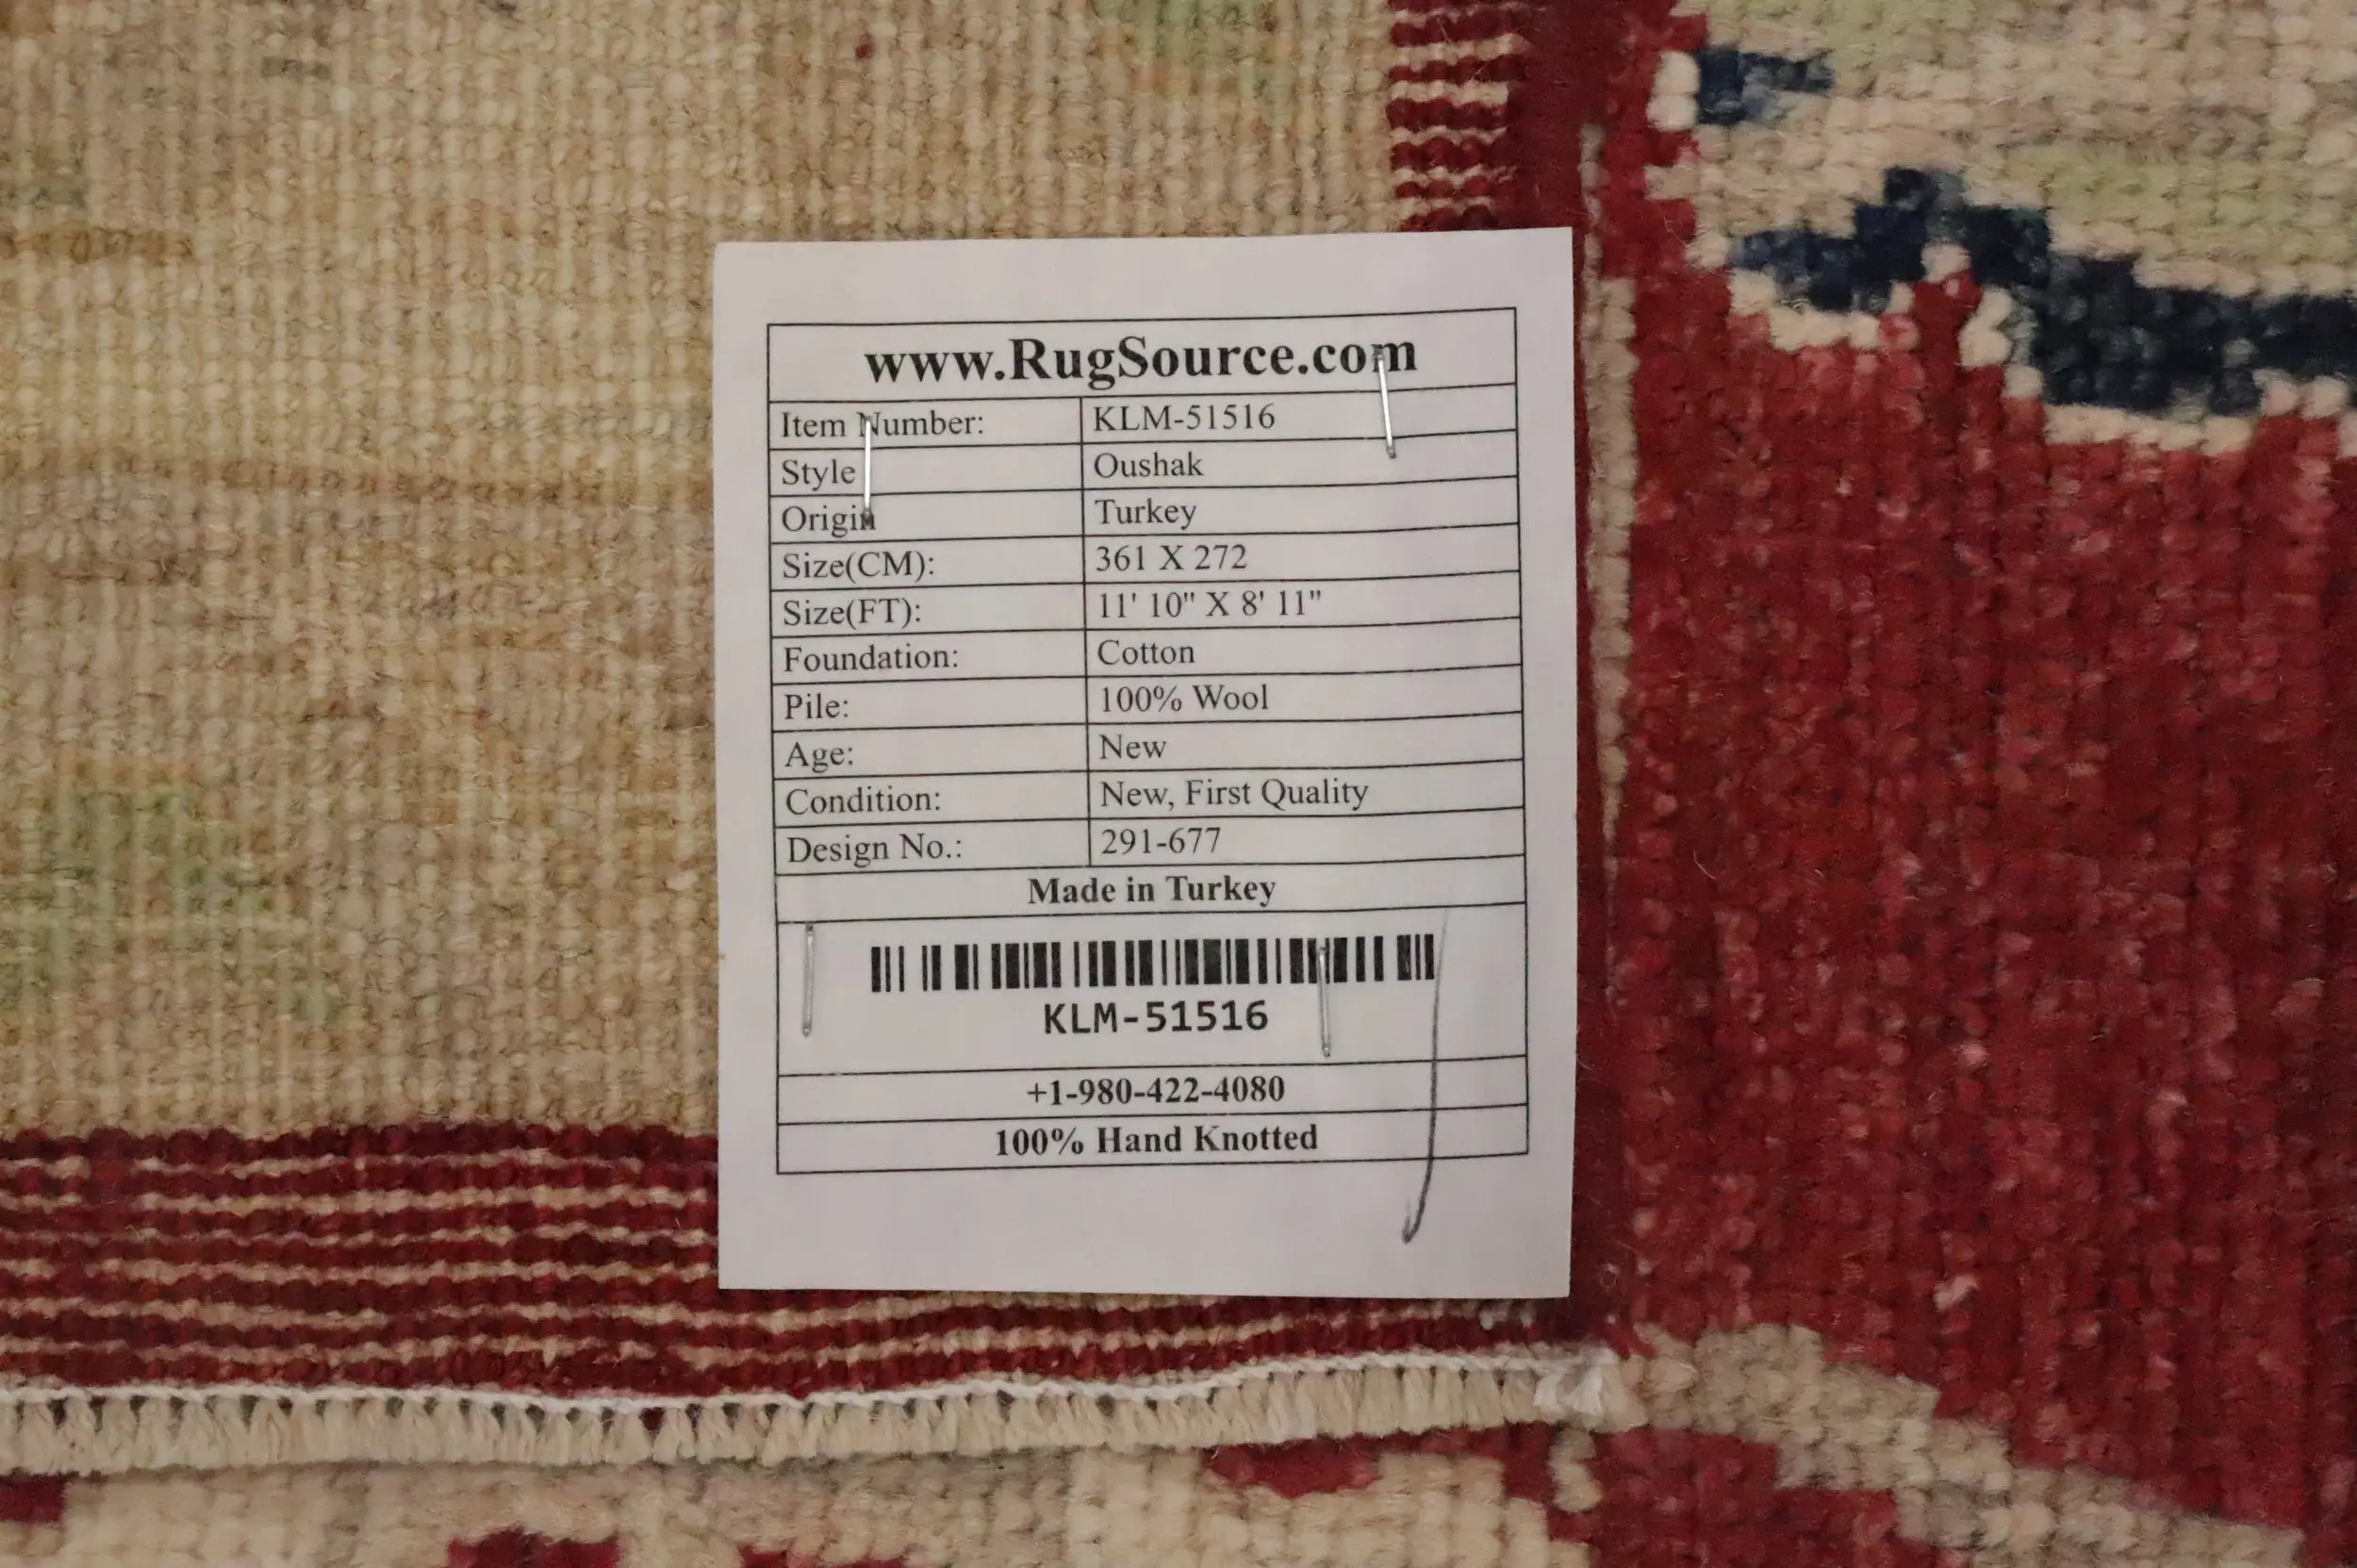 www.RugSource.com
Item Number: KLM-51516
Style Oushak
Origin Turkey
Size(CM): 361 X 272
Size(FT): 11' 10" X 8' 11"
Foundation: Cotton
Pile: 100% Wool
Age: New
Condition: New, First Quality
Design No.: 291-677
Made in Turkey
KLM-51516
+1-980-422-4080
100% Hand Knotted